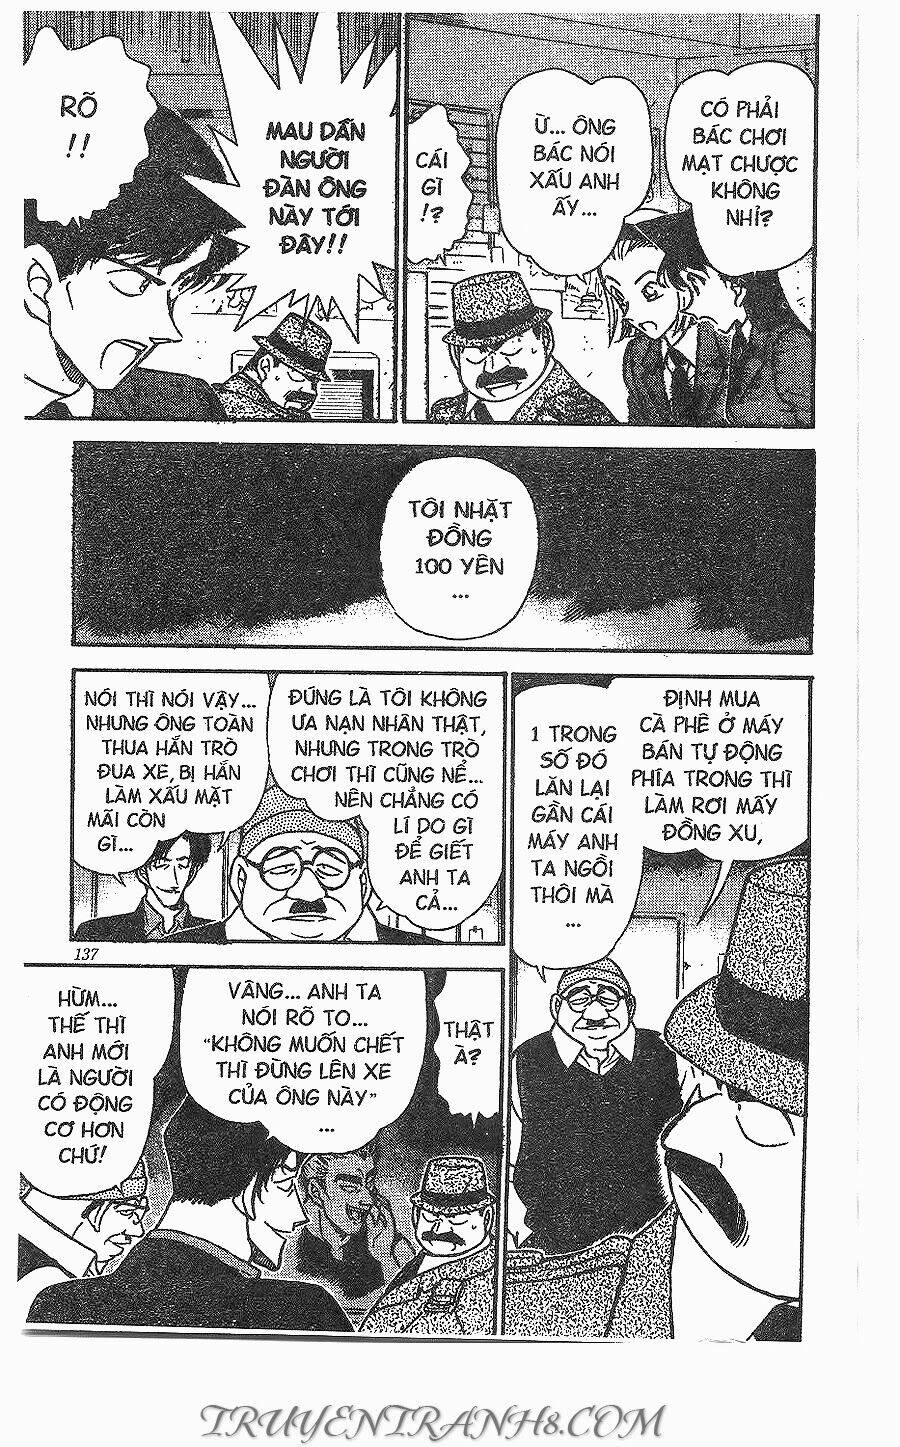 CÓ PHẢI
BÁC CHƠI
MẠT CHƯỢC
KHÔNG
NHỈ?
Ừ... ÔNG
BÁC NÓI
XẤU ANH
ẤY...
CÁI
GÌ
!?
MAU DẤN
NGƯỜI
ĐÀN ÔNG
NÀY TỚI
ĐÂY!!
RÕ
!!
TÔI NHẶT
ĐỒNG
100 YÊN
...
ĐỊNH MUA
CÀ PHÊ Ở MÁY
BÁN TỰ ĐỘNG
PHÍA TRONG THÌ
LÀM RƠI MẤY
ĐỒNG XU,
1 TRONG
SỐ ĐÓ
LĂN LẠI
GẦN CÁI
MÁY ANH
TA NGỒI
THÔI MÀ
...
ĐÚNG LÀ TÔI KHÔNG
ƯA NẠN NHÂN THẬT,
NHƯNG TRONG TRÒ
CHƠI THÌ CŨNG NỂ...
NÊN CHẲNG CÓ
LÍ DO GÌ
ĐỂ GIẾT
ANH TA
CẢ...
NÓI THÌ NÓI VẬY...
NHƯNG ÔNG TOÀN
THUA HẮN TRÒ
ĐUA XE, BỊ HẮN
LÀM XẤU MẶT
MÃI CÒN
GÌ...
137
THẬT
À?
VÂNG... ANH TA
NÓI RÕ TO...
"KHÔNG MUỐN CHẾT
THÌ ĐỪNG LÊN XE
CỦA ÔNG NÀY"
...
HỪM...
THẾ THÌ
ANH MỚI
LÀ NGƯỜI
CÓ ĐỘNG
CƠ HƠN
CHỨ!
TRUYENTRANH8.COM